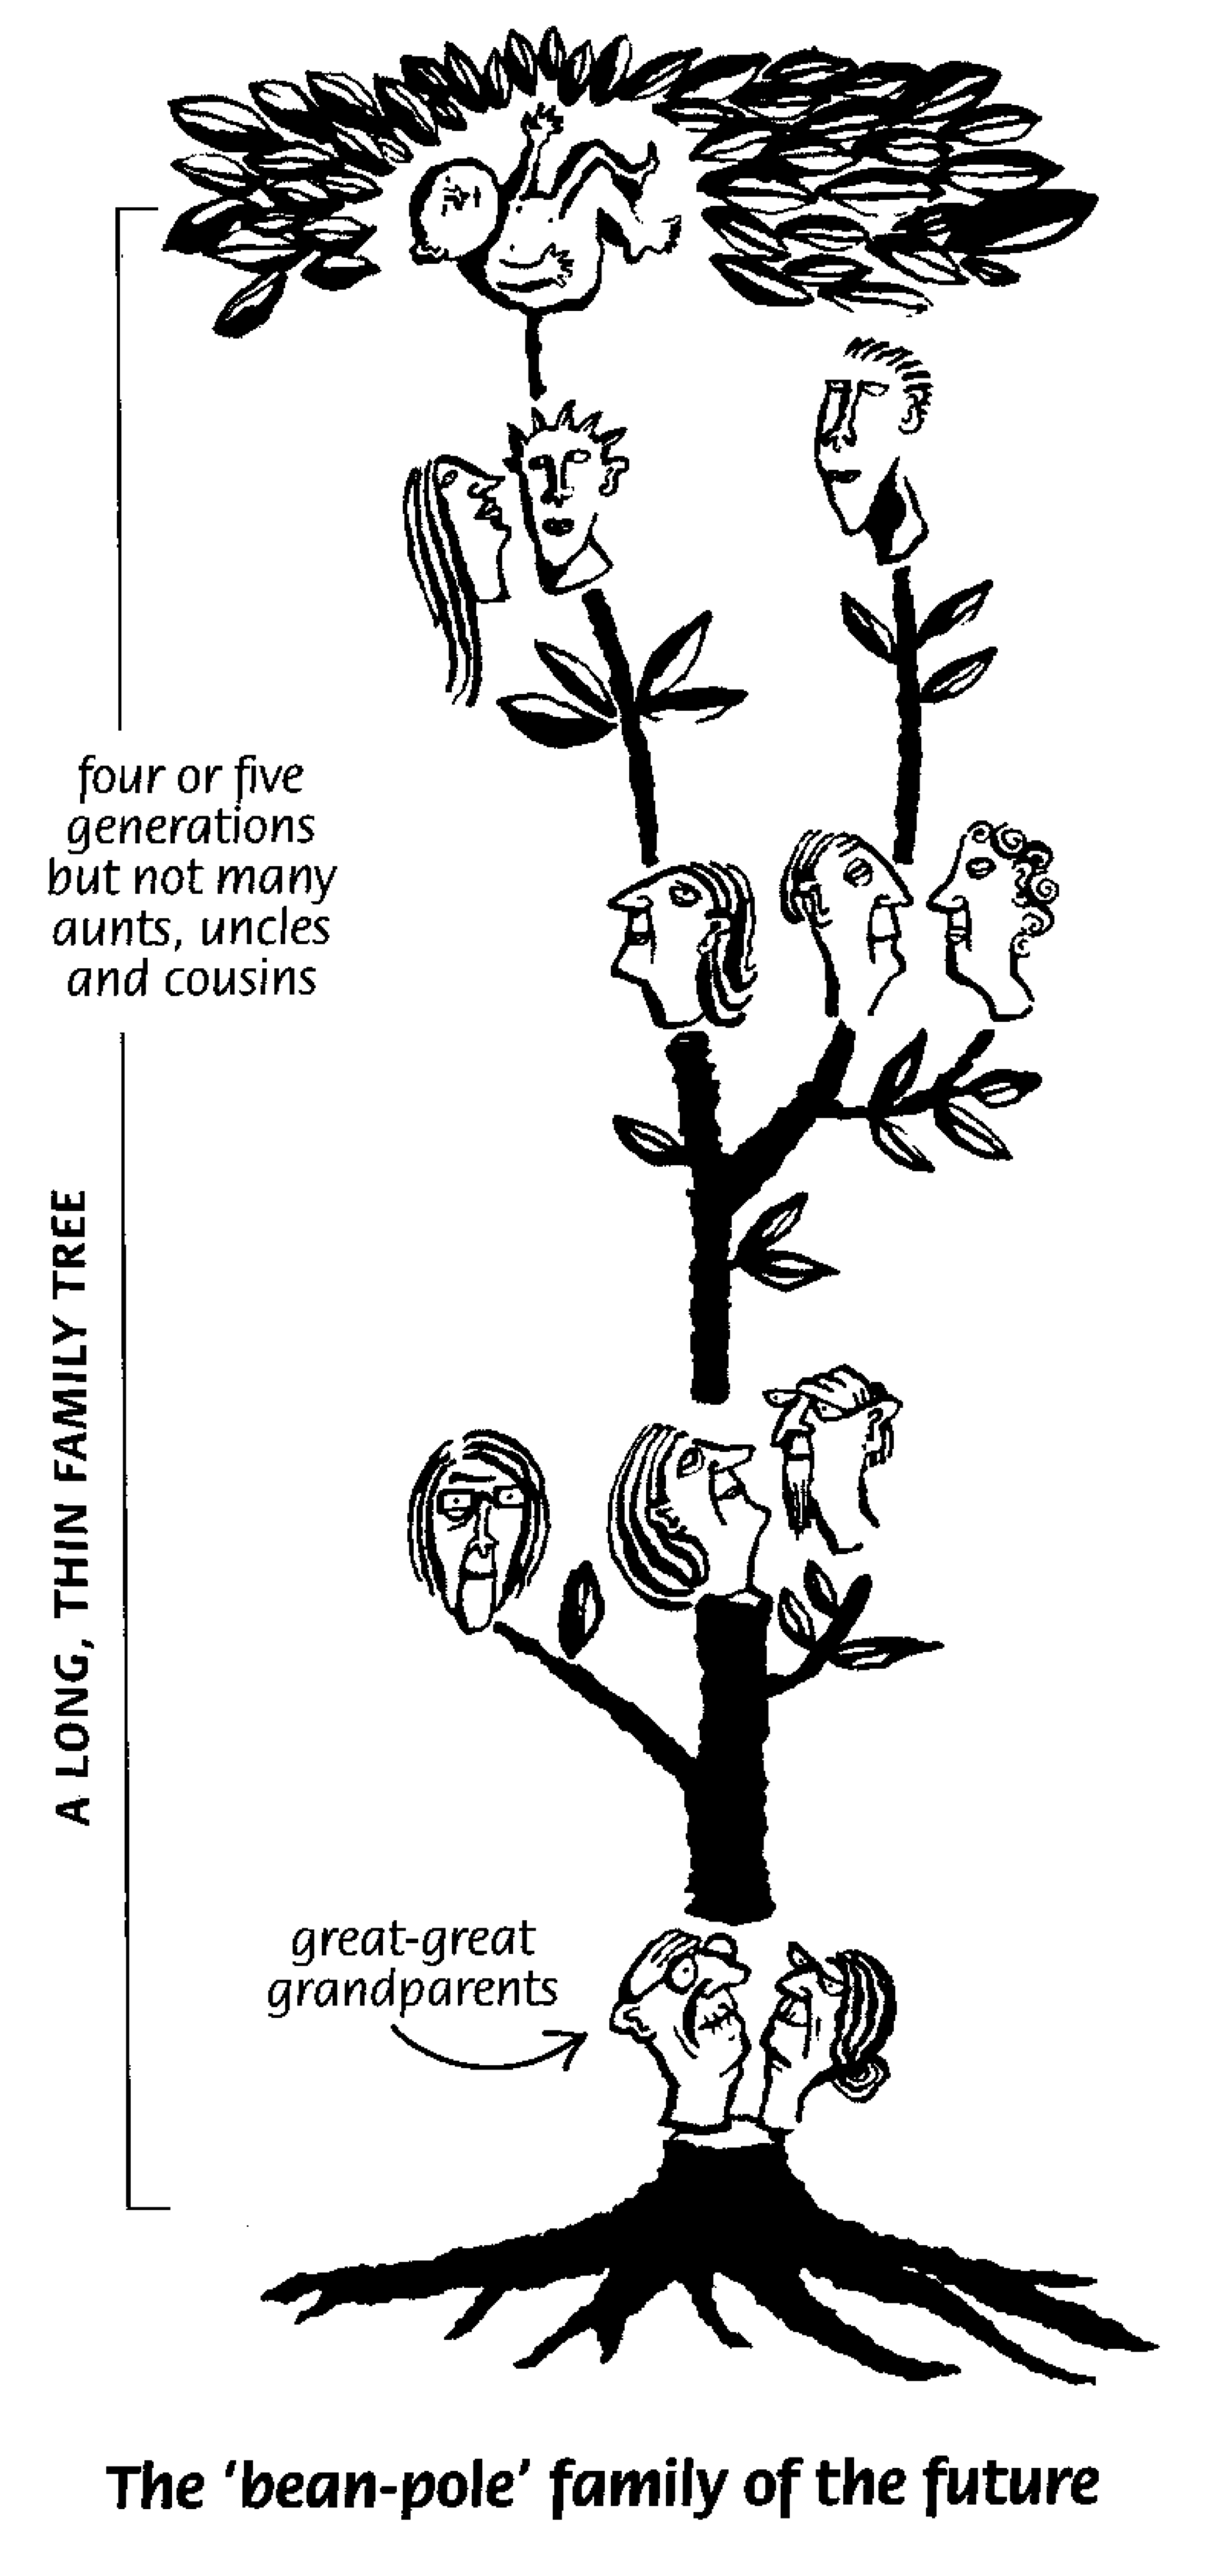 four or five
generations
but not many
aunts, uncles
and cousins
A LONG, THIN FAMILY TREE
great-great
grandparents
The ‘bean-pole’ family of the future